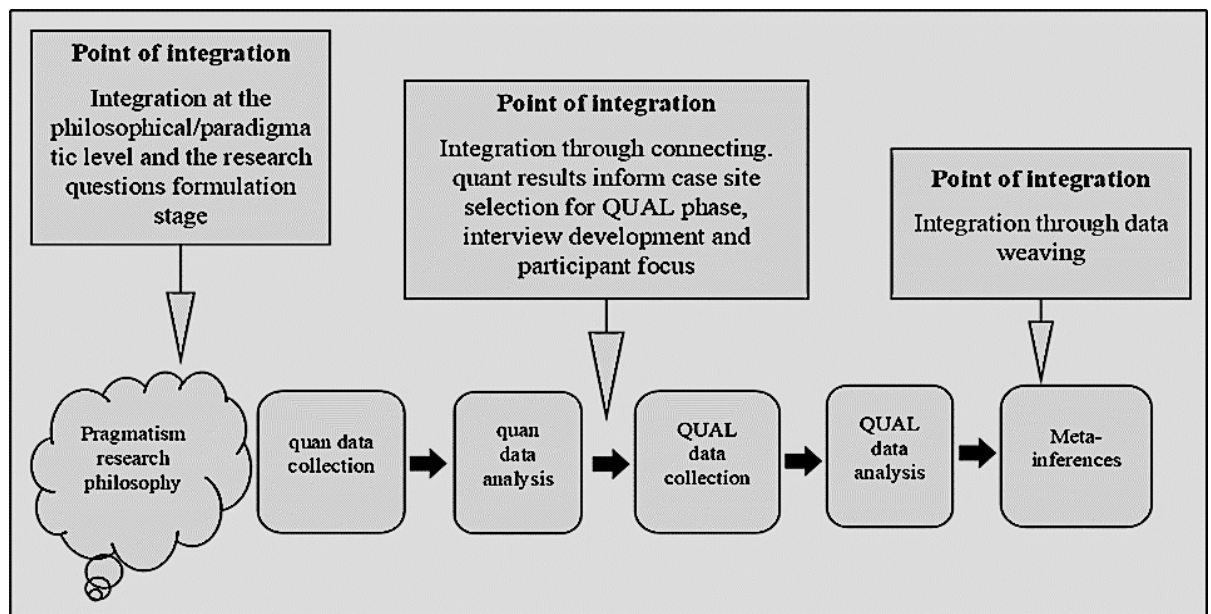 Point of integration
Integration at the
philosophical/paradigma
tic level and the research
questions formulation
stage
Point of integration
Integration through connecting.
quant results inform case site
selection for QUAL phase,
interview development and
participant focus
Point of integration
Integration through data
weaving
Pragmatism
research
philosophy
quan data
collection
quan
data
analysis
QUAL
data
collection
QUAL
data
analysis
Meta-
inferences